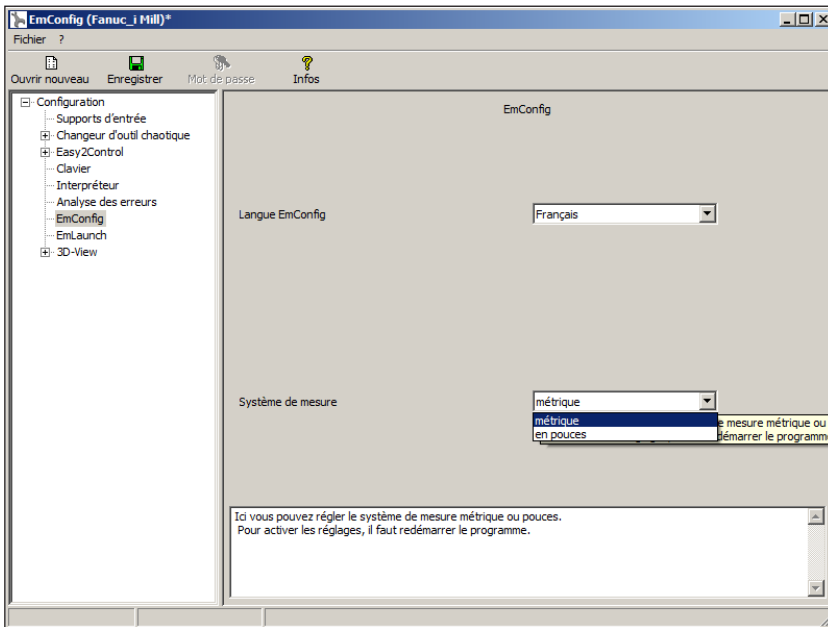 EmConfig (Fanuc_i Mill)*
Fichier ?
Ouvrir nouveau Enregistrer Mot de passe Infos
Configuration
Supports d'entrée
Changeur d'outil chaotique
Easy2Control
Clavier
Interpréteur
Analyse des erreurs
EmConfig
EmLaunch
3D-View
EmConfig
Langue EmConfig Français
Système de mesure métrique
métrique
en pouces
e mesure métrique ou
démarrer le programme
Ici vous pouvez régler le système de mesure métrique ou pouces.
Pour activer les réglages, il faut redémarrer le programme.